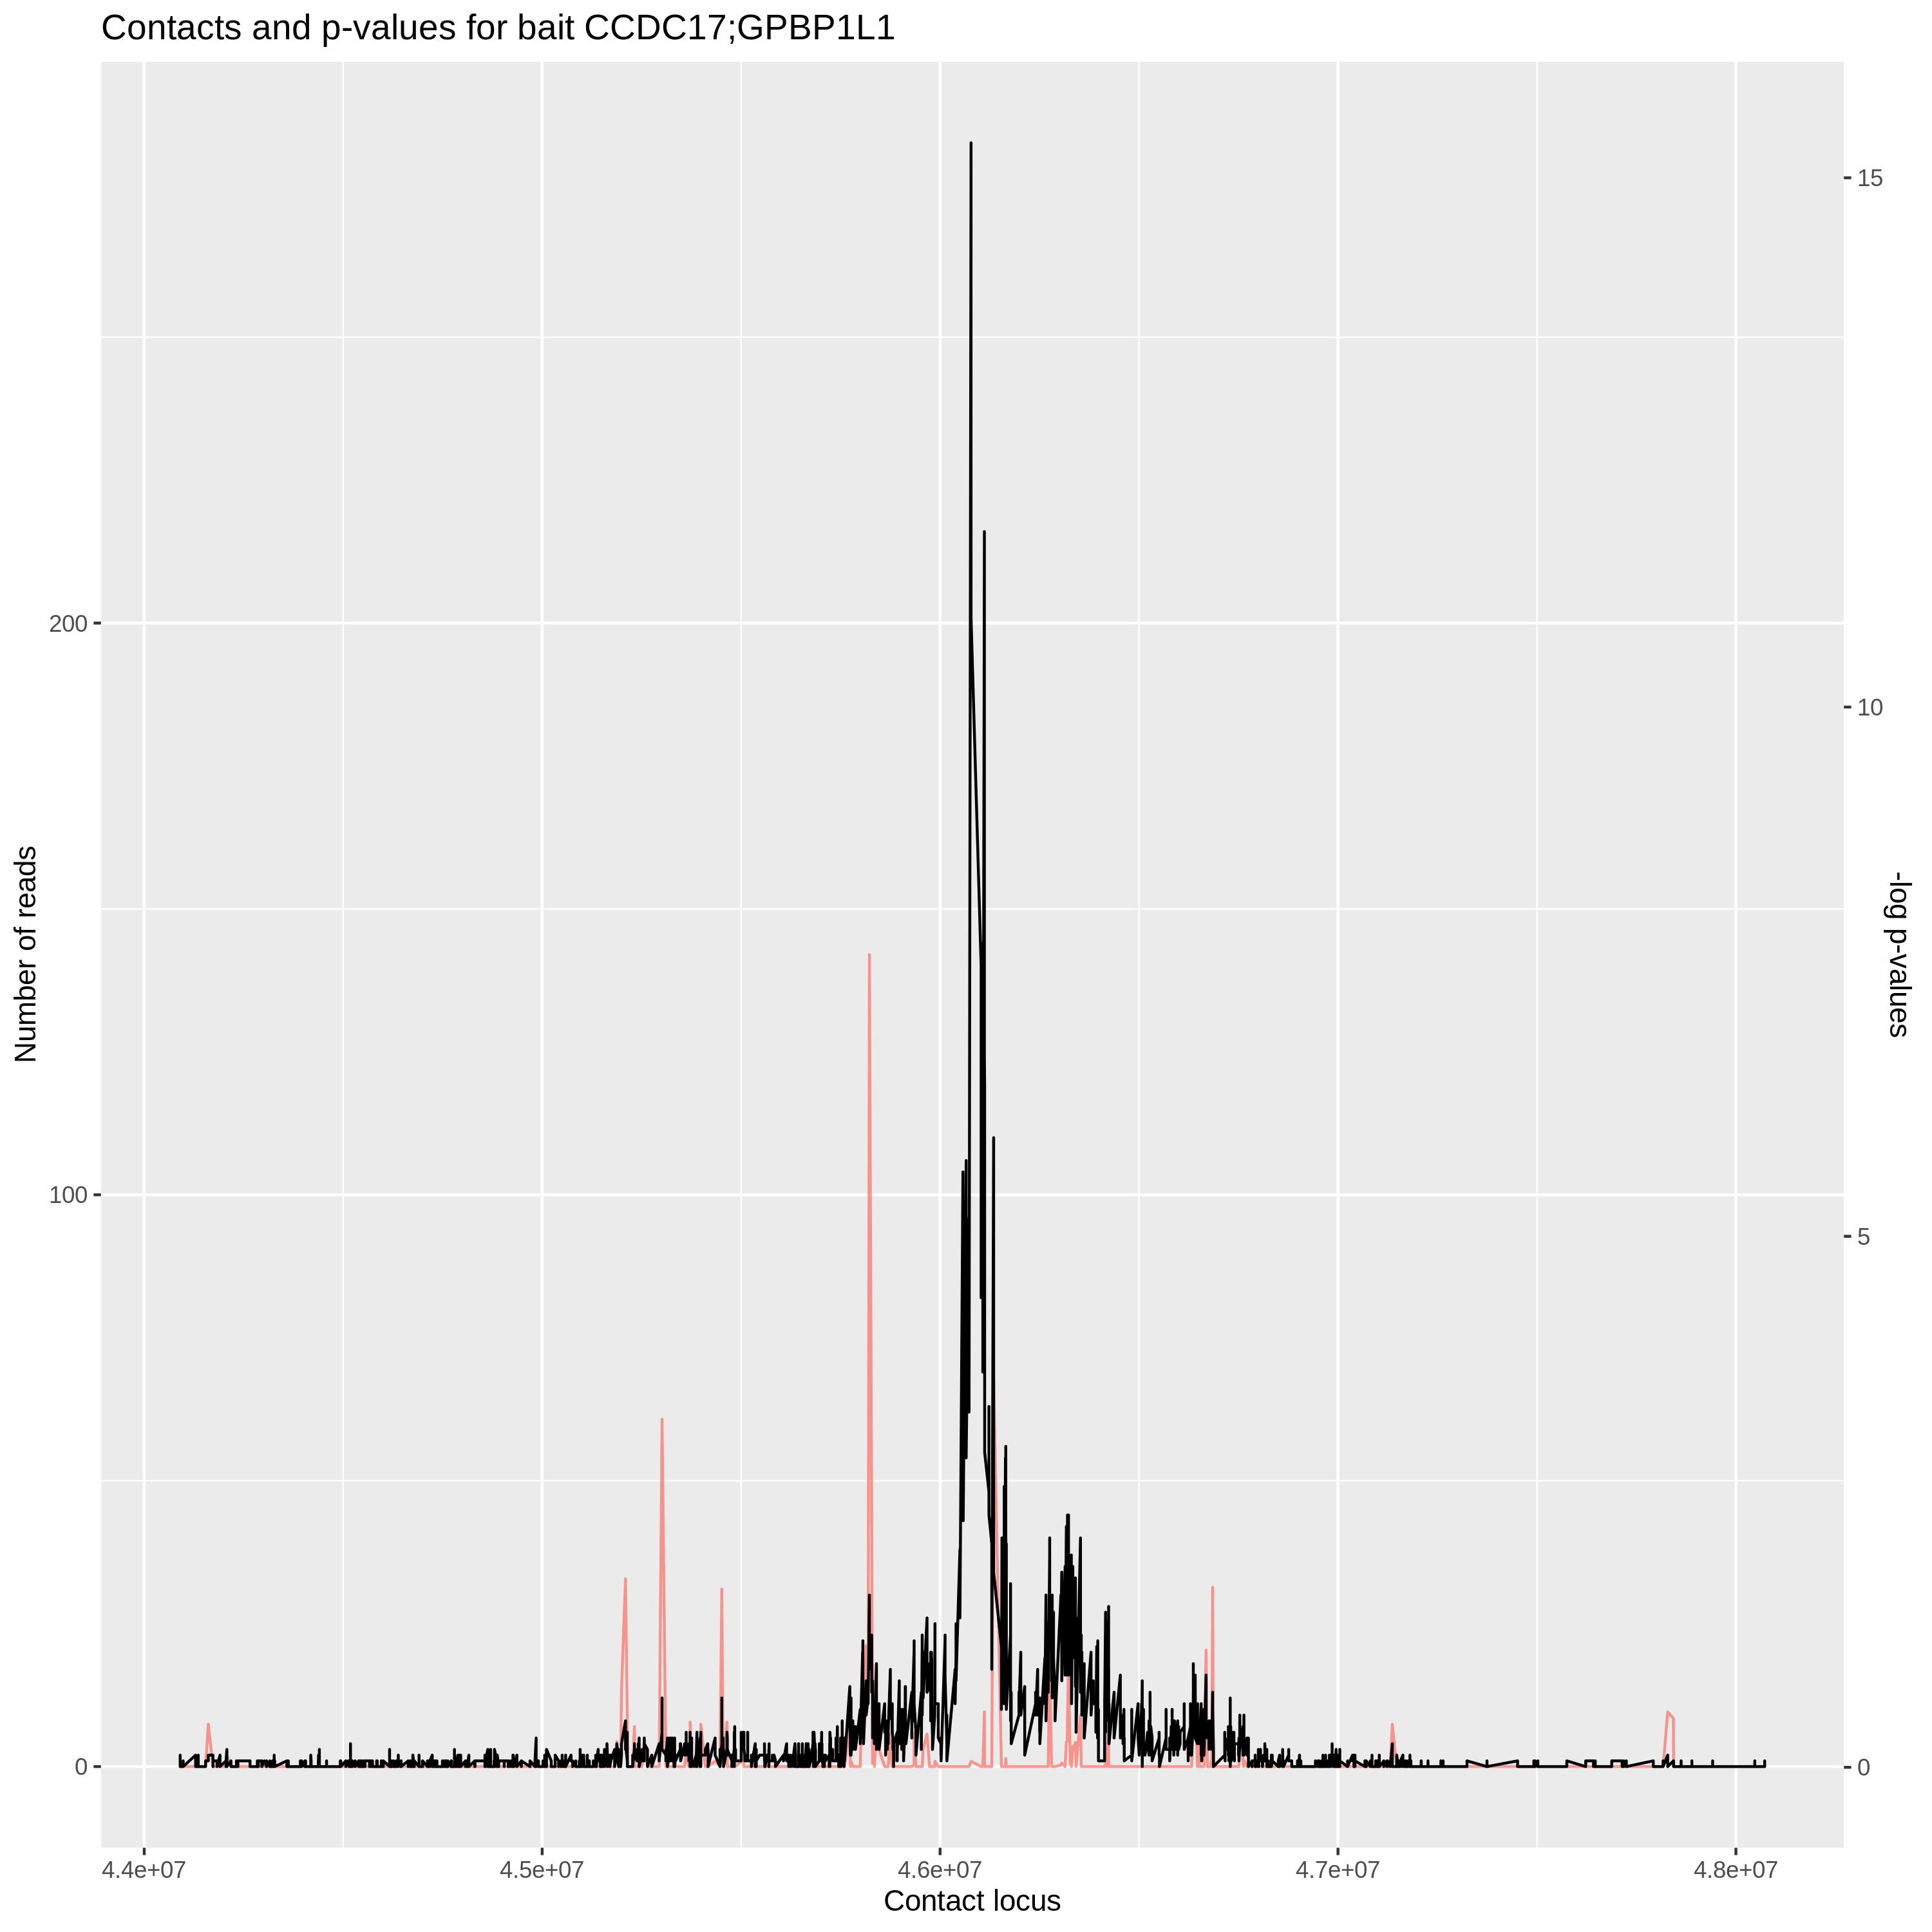 Contacts and p-values for bait CCDC17;GPBP1L1
Number of reads
200
100
0
15
10
5
0
-log p-values
4.4e+07
4.5e+07
4.6e+07
4.7e+07
4.8e+07
Contact locus